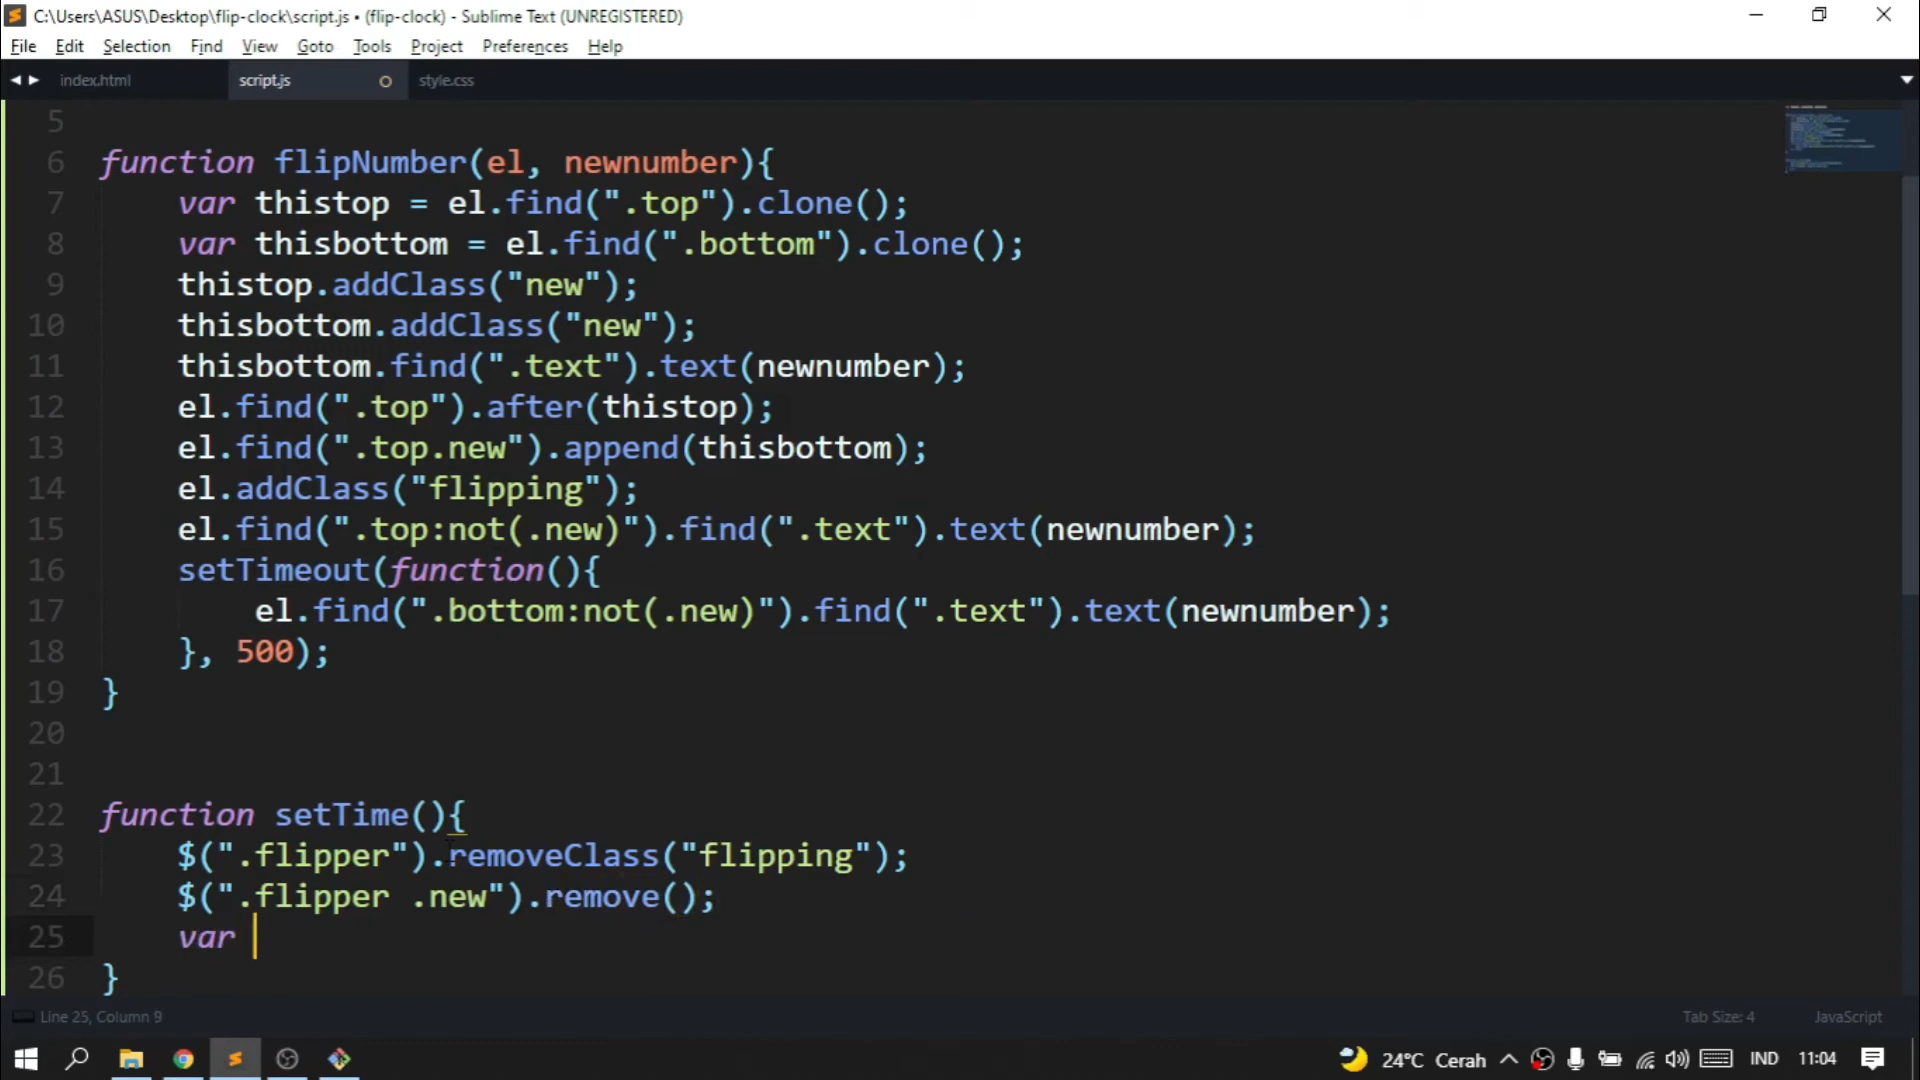 C:\Users\ASUS\Desktop\flip-clock\script.js • (flip-clock) - Sublime Text (UNREGISTERED)
File Edit Selection Find View Goto Tools Project Preferences Help
index.html script.js style.css
5
6 function flipNumber(el, newnumber){
7 var thistop = el.find(".top").clone();
8 var thisbottom = el.find(".bottom").clone();
9 thistop.addClass("new");
10 thisbottom.addClass("new");
11 thisbottom.find(".text").text(newnumber);
12 el.find(".top").after(thistop);
13 el.find(".top.new").append(thisbottom);
14 el.addClass("flipping");
15 el.find(".top:not(.new)").find(".text").text(newnumber);
16 setTimeout(function(){
17 el.find(".bottom:not(.new)").find(".text").text(newnumber);
18 }, 500);
19 }
20
21
22 function setTime(){
23 $(".flipper").removeClass("flipping");
24 $(".flipper .new").remove();
25 var
26 }
Line 25, Column 9 Tab Size: 4 JavaScript
24°C Cerah IND 11:04